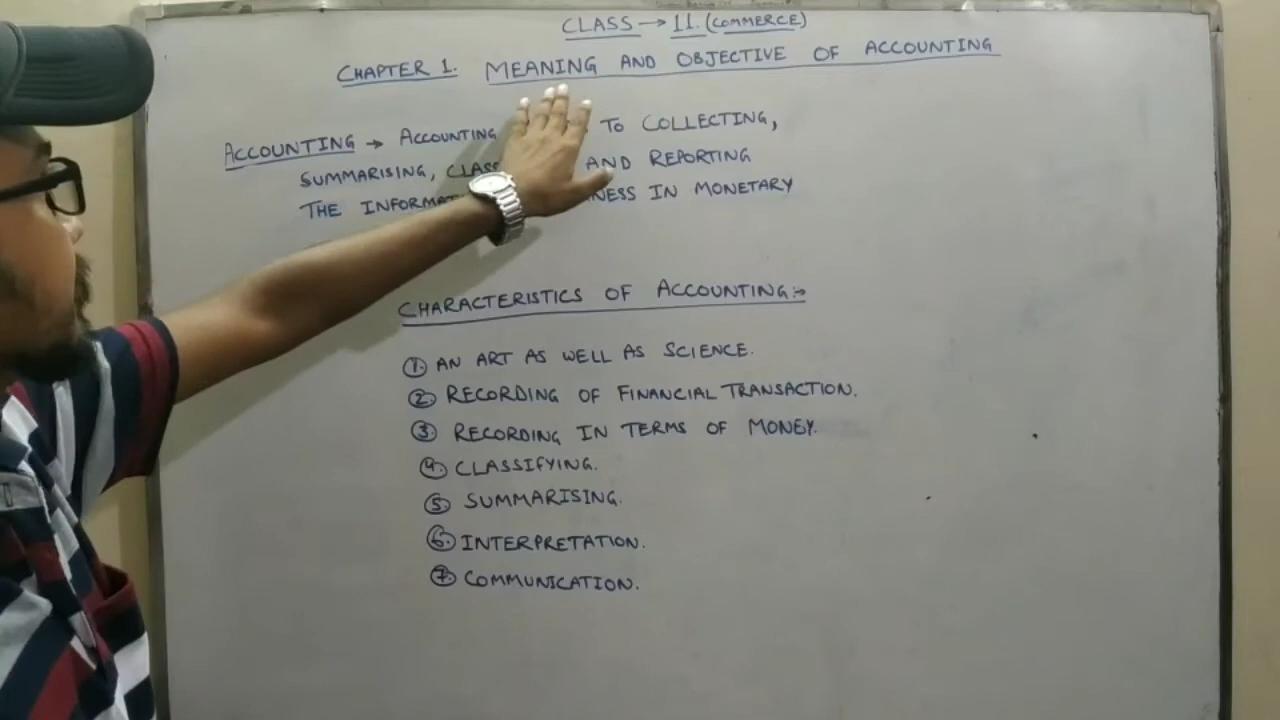 CLASS → 11. (COMMERCE)
CHAPTER 1. MEANING AND OBJECTIVE OF ACCOUNTING
ACCOUNTING → ACCOUNTING TO COLLECTING,
SUMMARISING, AND REPORTING
THE IN MONETARY
CHARACTERISTICS OF ACCOUNTING:-
1. AN ART AS WELL AS SCIENCE.
2. RECORDING OF FINANCIAL TRANSACTION.
3. RECORDING IN TERMS OF MONEY.
4. CLASSIFYING.
5. SUMMARISING.
6. INTERPRETATION.
7. COMMUNICATION.